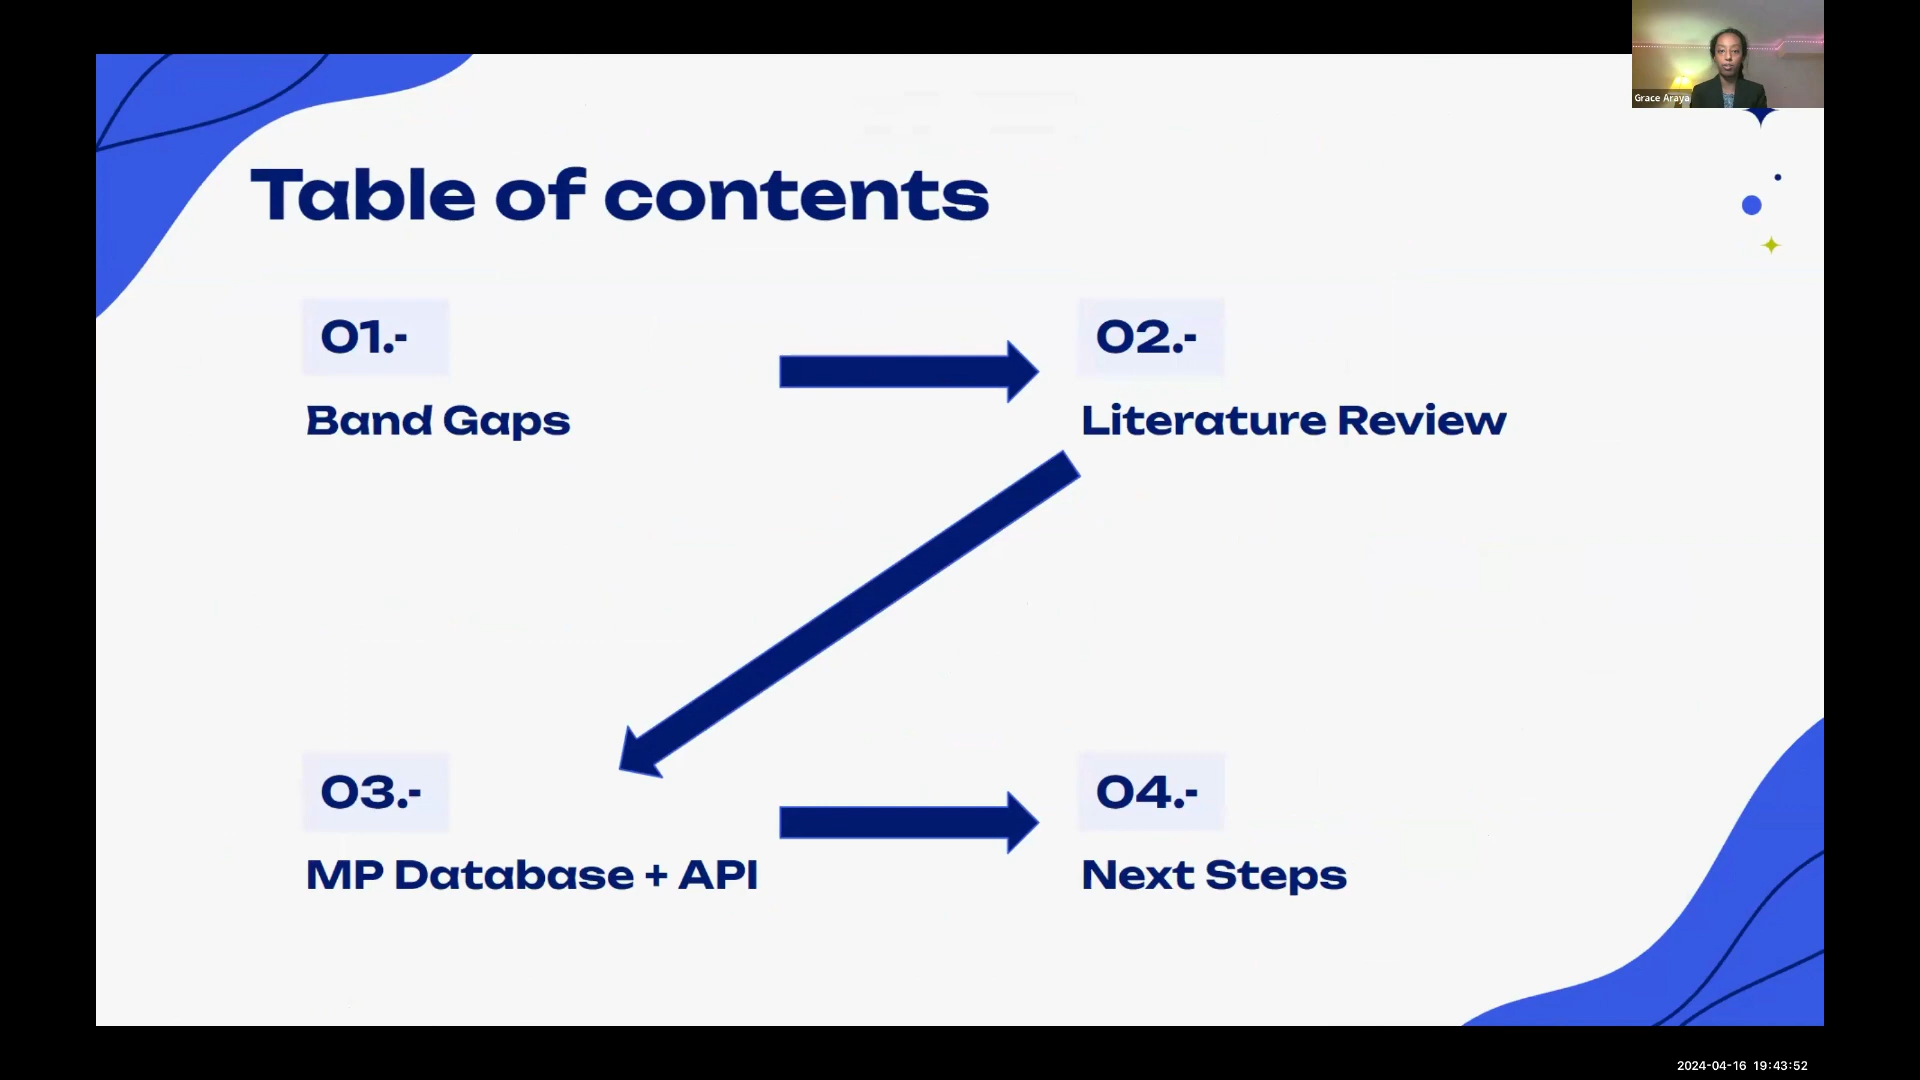 Grace Araya
Table of contents
01.-
Band Gaps
02.-
Literature Review
03.-
MP Database + API
04.-
Next Steps
2024-04-16 19:43:52